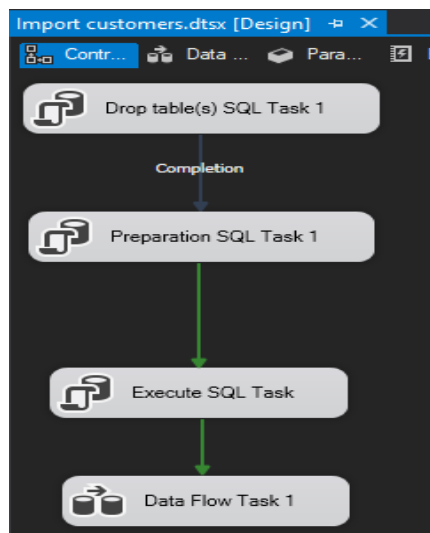 Import customers.dtsx [Design]
Contr... Data ... Para...
Drop table(s) SQL Task 1
Completion
Preparation SQL Task 1
Execute SQL Task
Data Flow Task 1